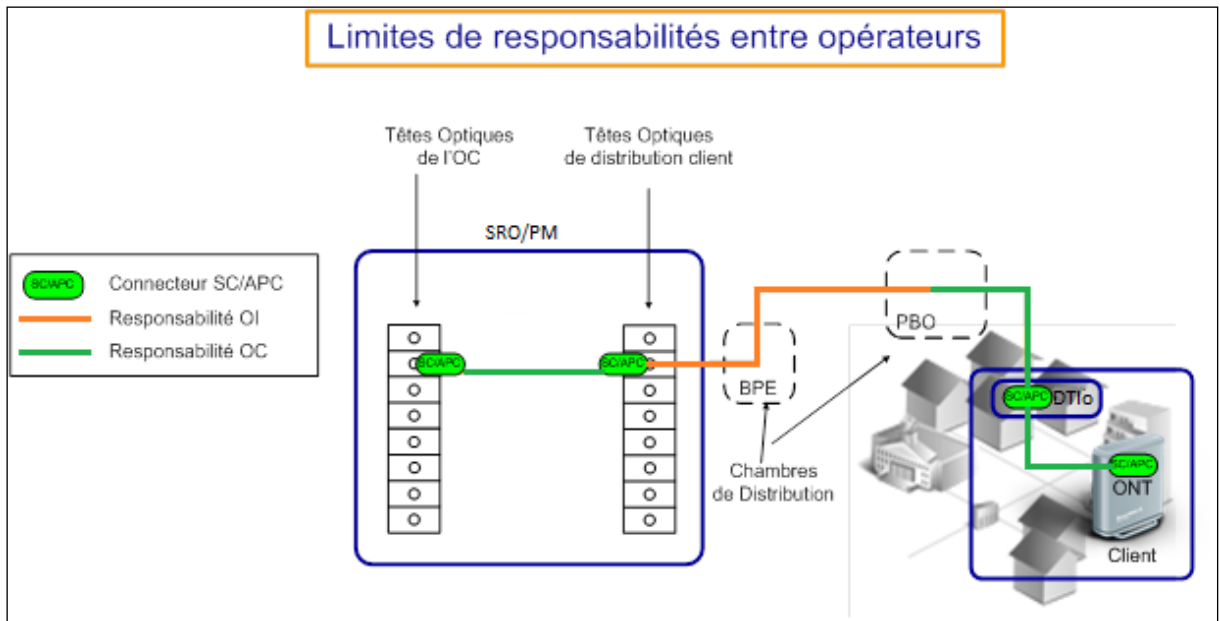 Limites de responsabilités entre opérateurs
Têtes Optiques
de l'OC
Têtes Optiques
de distribution client
SRO/PM
SC/APC
Connecteur SC/APC
Responsabilité OI
Responsabilité OC
SC/APC
SC/APC
BPE
PBO
SC/APC
DTIo
SC/APC
ONT
Chambres
de Distribution
Client